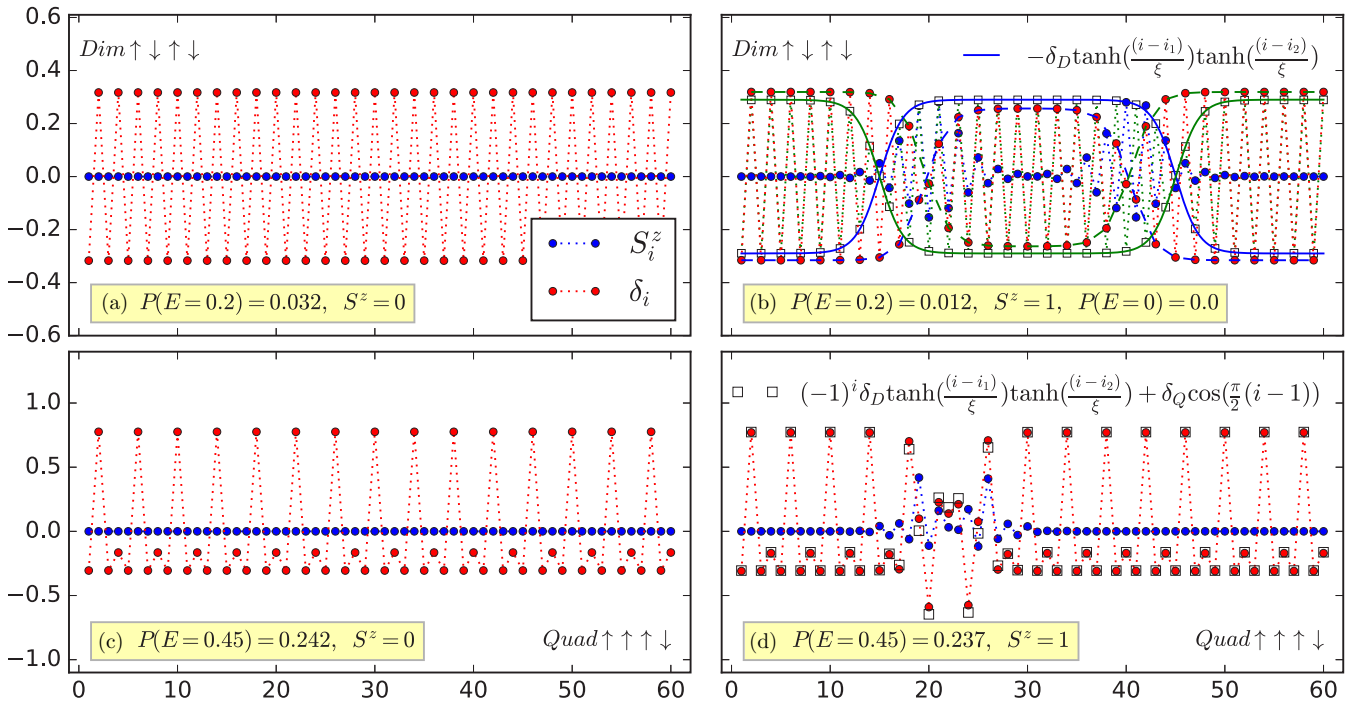 0.6
0.4
0.2
0.0
−0.2
−0.4
−0.6
Dim ↑ ↓ ↑ ↓
S_i^z
δ_i
(a) P(E = 0.2) = 0.032, S^z = 0
Dim ↑ ↓ ↑ ↓
−δ_D tanh((i − i_1)/ξ) tanh((i − i_2)/ξ)
(b) P(E = 0.2) = 0.012, S^z = 1, P(E = 0) = 0.0
1.0
0.5
0.0
−0.5
−1.0
(c) P(E = 0.45) = 0.242, S^z = 0
Quad ↑ ↑ ↑ ↓
0 10 20 30 40 50 60
(−1)^i δ_D tanh((i − i_1)/ξ) tanh((i − i_2)/ξ) + δ_Q cos(π/2 (i − 1))
(d) P(E = 0.45) = 0.237, S^z = 1
Quad ↑ ↑ ↑ ↓
0 10 20 30 40 50 60